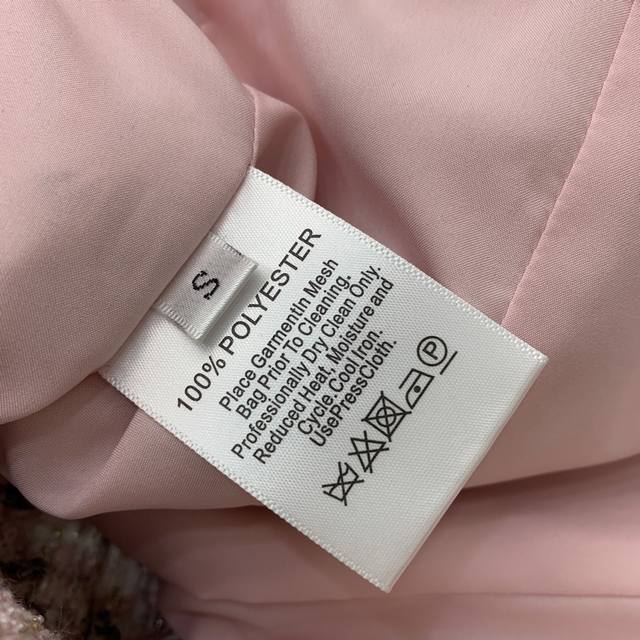 S
100% POLYESTER
Place GarmentIn Mesh
Bag Prior To Cleaning.
Professionally Dry Clean Only.
Reduced Heat, Moisture and
Cycle. Cool Iron.
UsePressCloth.
P